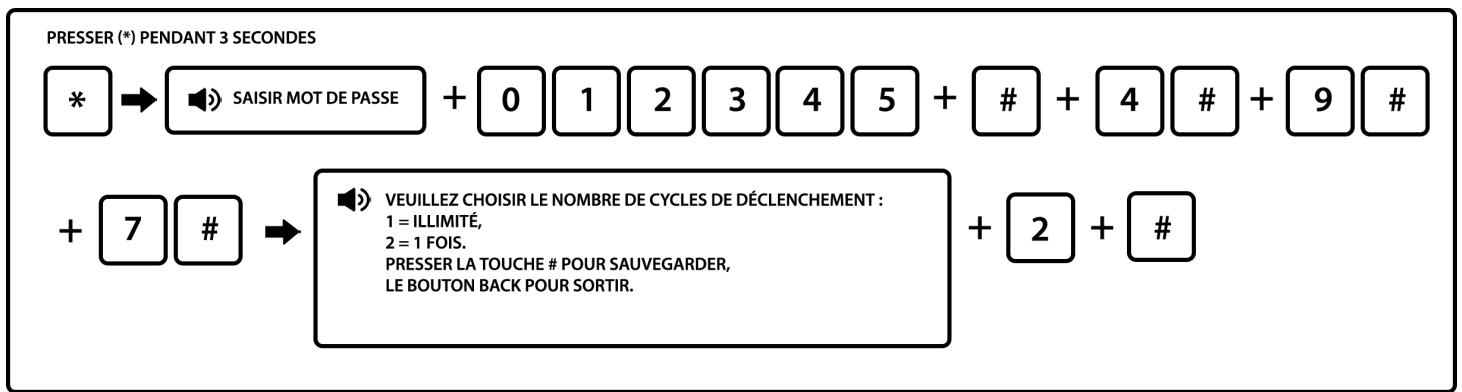 PRESSER (*) PENDANT 3 SECONDES
* SAISIR MOT DE PASSE + 0 1 2 3 4 5 + # + 4 # + 9 #
+ 7 #
VEUILLEZ CHOISIR LE NOMBRE DE CYCLES DE DÉCLENCHEMENT :
1 = ILLIMITÉ,
2 = 1 FOIS.
PRESSER LA TOUCHE # POUR SAUVEGARDER,
LE BOUTON BACK POUR SORTIR.
+ 2 + #